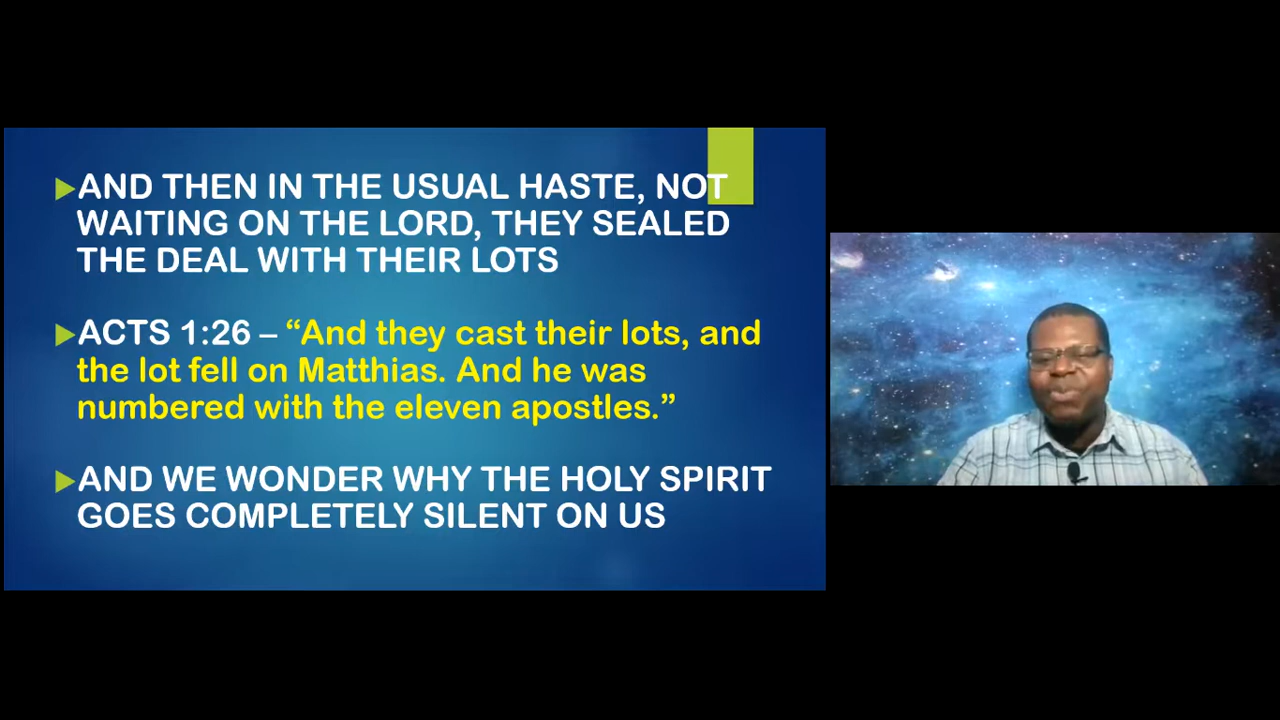 AND THEN IN THE USUAL HASTE, NOT
WAITING ON THE LORD, THEY SEALED
THE DEAL WITH THEIR LOTS
ACTS 1:26 – “And they cast their lots, and
the lot fell on Matthias. And he was
numbered with the eleven apostles.”
AND WE WONDER WHY THE HOLY SPIRIT
GOES COMPLETELY SILENT ON US